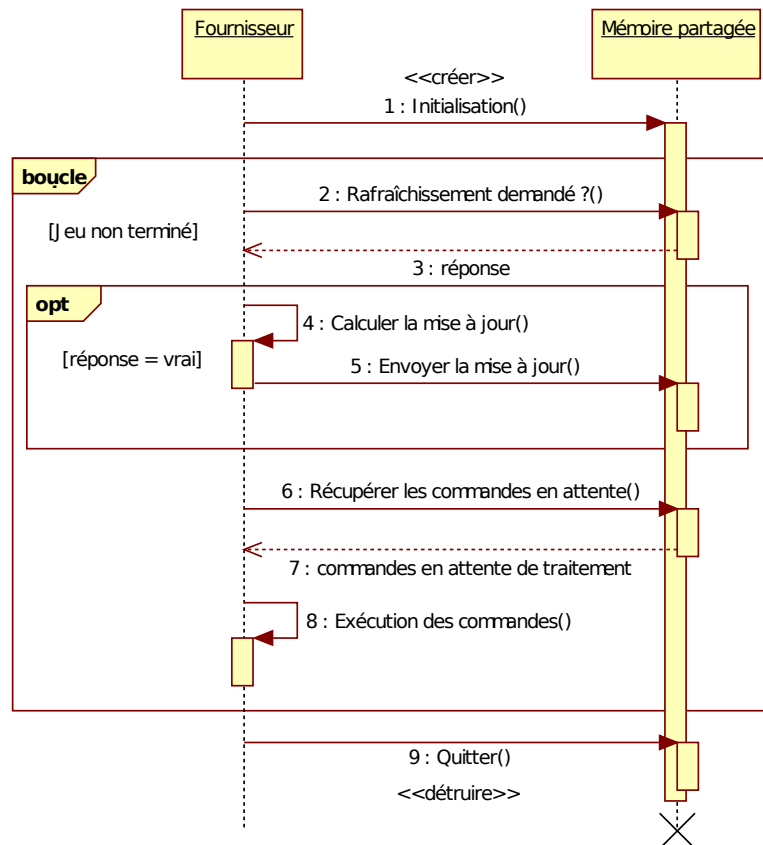 Fournisseur
Mémoire partagée
<<créer>>
1 : Initialisation()
boucle
2 : Rafraîchissement demandé ?()
[Jeu non terminé]
3 : réponse
opt
4 : Calculer la mise à jour()
[réponse = vrai]
5 : Envoyer la mise à jour()
6 : Récupérer les commandes en attente()
7 : commandes en attente de traitement
8 : Exécution des commandes()
9 : Quitter()
<<détruire>>